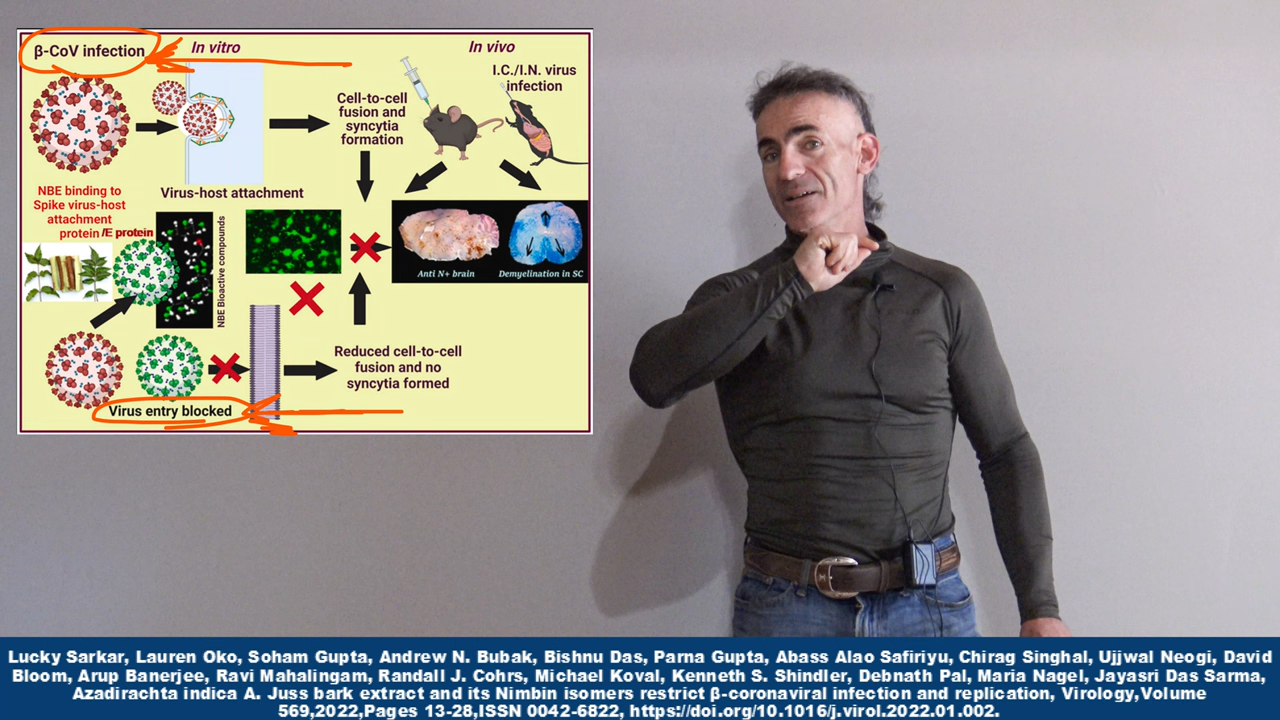 β-CoV infection
In vitro
In vivo
I.C./I.N. virus
infection
Cell-to-cell
fusion and
syncytia
formation
NBE binding to
Spike virus-host
attachment
protein /E protein
Virus-host attachment
NBE Bioactive compounds
Anti N+ brain
Demyelination in SC
Reduced cell-to-cell
fusion and no
syncytia formed
Virus entry blocked
Lucky Sarkar, Lauren Oko, Soham Gupta, Andrew N. Bubak, Bishnu Das, Parna Gupta, Abass Alao Safiriyu, Chirag Singhal, Ujjwal Neogi, David
Bloom, Arup Banerjee, Ravi Mahalingam, Randall J. Cohrs, Michael Koval, Kenneth S. Shindler, Debnath Pal, Maria Nagel, Jayasri Das Sarma,
Azadirachta indica A. Juss bark extract and its Nimbin isomers restrict β-coronaviral infection and replication, Virology,Volume
569,2022,Pages 13-28,ISSN 0042-6822, https://doi.org/10.1016/j.virol.2022.01.002.